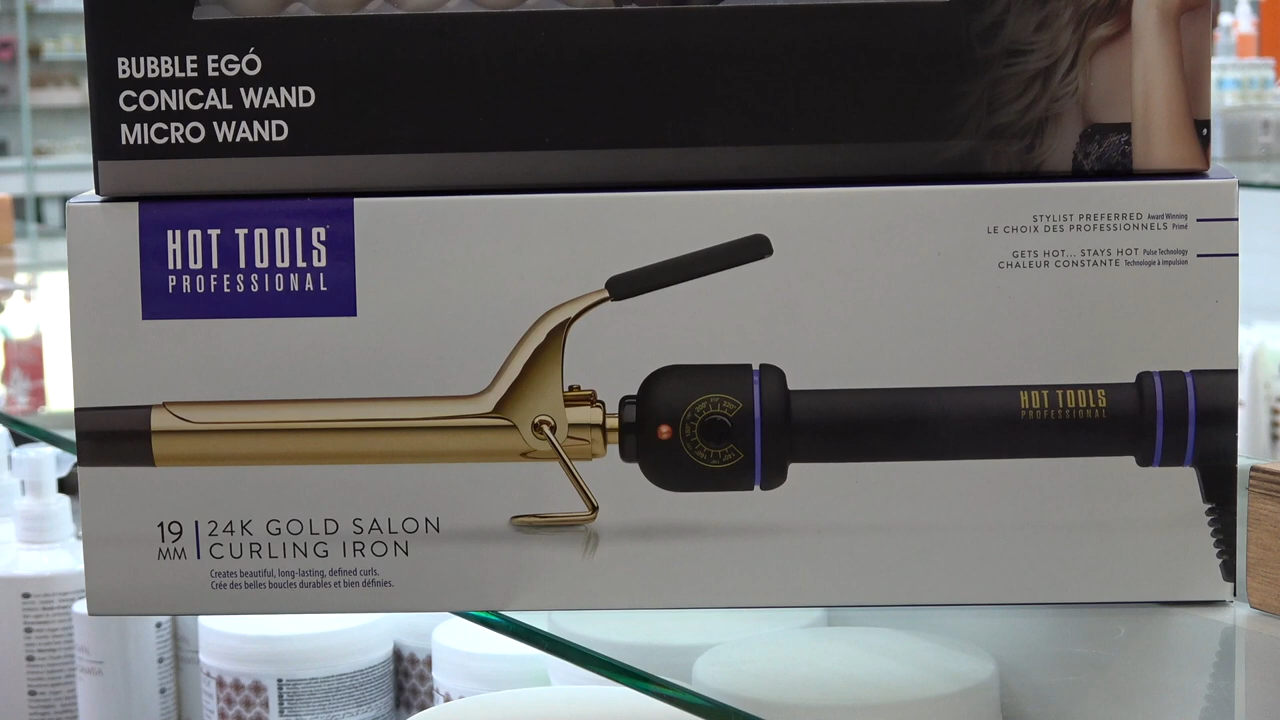 BUBBLE EGÓ
CONICAL WAND
MICRO WAND
HOT TOOLS
PROFESSIONAL
STYLIST PREFERRED Award Winning
LE CHOIX DES PROFESSIONNELS Primé
GETS HOT... STAYS HOT Pulse Technology
CHALEUR CONSTANTE Technologie à impulsion
HOT TOOLS
PROFESSIONAL
19 MM
24K GOLD SALON
CURLING IRON
Creates beautiful, long-lasting, defined curls.
Crée des belles boucles durables et bien définies.